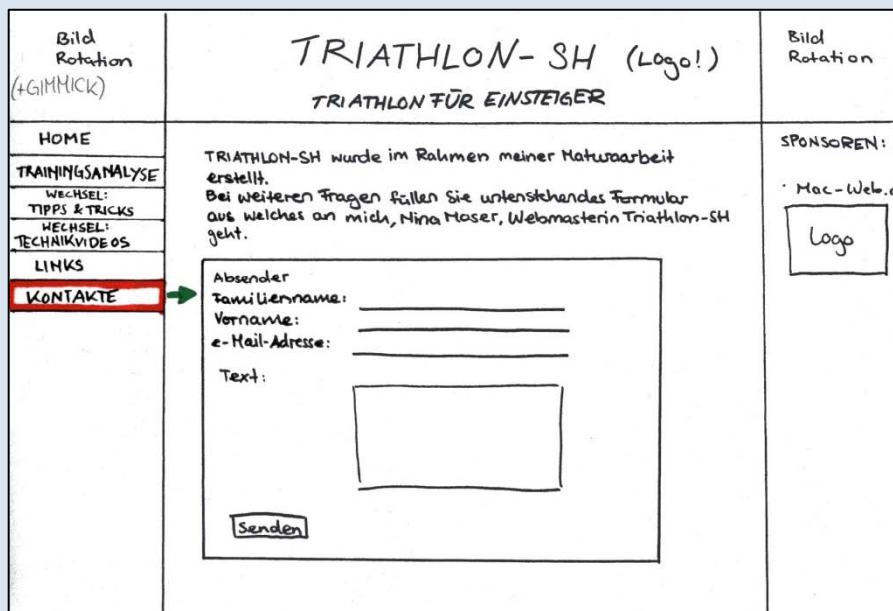 Bild
Rotation
(+GIMMICK)
TRIATHLON-SH (Logo!)
TRIATHLON FÜR EINSTEIGER
Bild
Rotation
HOME
TRAININGSANALYSE
WECHSEL:
TIPPS & TRICKS
WECHSEL:
TECHNIKVIDEOS
LINKS
KONTAKTE
TRIATHLON-SH wurde im Rahmen meiner Maturaarbeit
erstellt.
Bei weiteren Fragen füllen Sie untenstehendes Formular
aus welches an mich, Nina Moser, Webmasterin Triathlon-SH
geht.
Absender
Familienname:
Vorname:
e-Mail-Adresse:
Text:
Senden
SPONSOREN:
· Mac-Web.
Logo